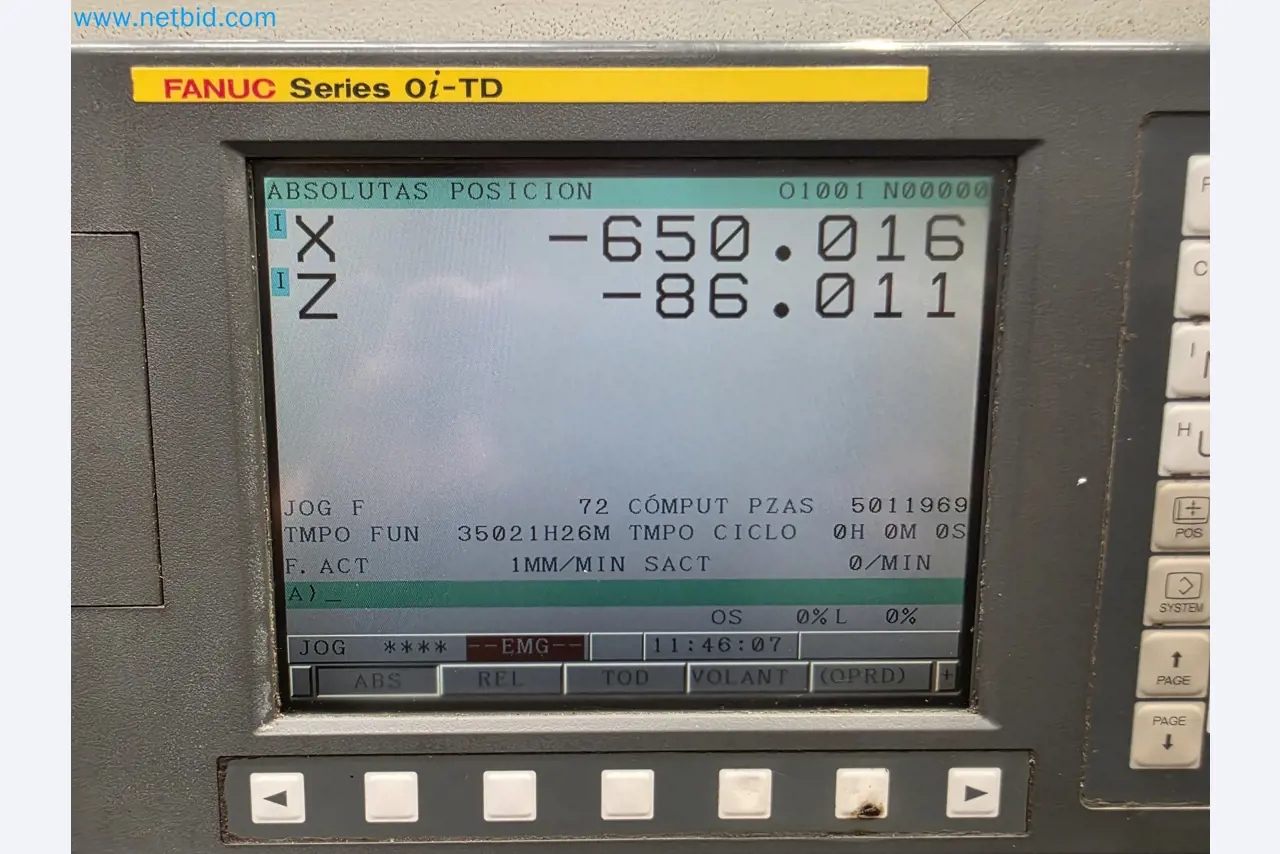 www.netbid.com
FANUC Series 0i-TD
ABSOLUTAS POSICION O1001 N00000
I X -650.016
I Z -86.011
JOG F 72 CÓMPUT PZAS 5011969
TMPO FUN 35021H26M TMPO CICLO 0H 0M 0S
F. ACT 1MM/MIN SACT 0/MIN
A)_
OS 0% L 0%
JOG **** --EMG-- 11:46:07
ABS REL TOD VOLANT (OPRD) +
POS
SYSTEM
↑
PAGE
PAGE
↓